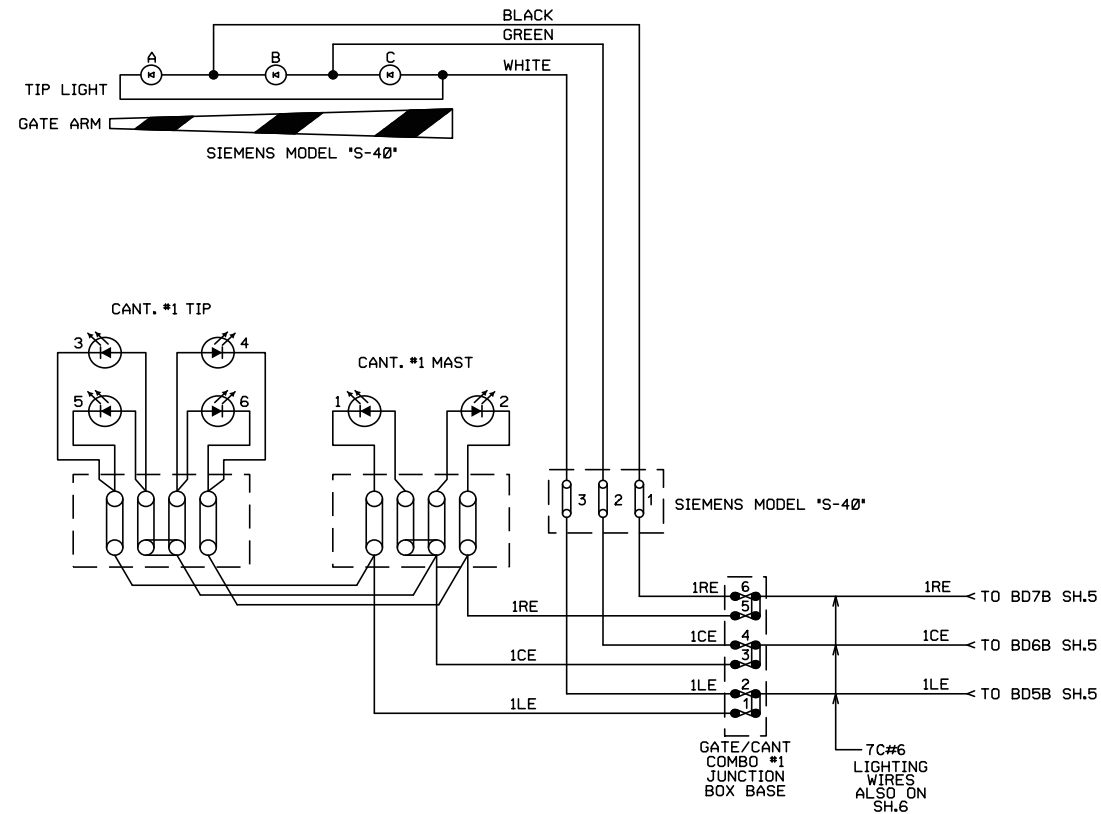 BLACK
GREEN
WHITE
A
B
C
TIP LIGHT
GATE ARM
SIEMENS MODEL "S-40"
CANT. #1 TIP
3
4
5
6
CANT. #1 MAST
1
2
3
2
1
SIEMENS MODEL "S-40"
1RE
6
1RE
TO BD7B SH.5
1RE
5
1CE
4
1CE
TO BD6B SH.5
1CE
3
1LE
2
1LE
TO BD5B SH.5
1LE
1
GATE/CANT
COMBO #1
JUNCTION
BOX BASE
7C#6
LIGHTING
WIRES
ALSO ON
SH.6